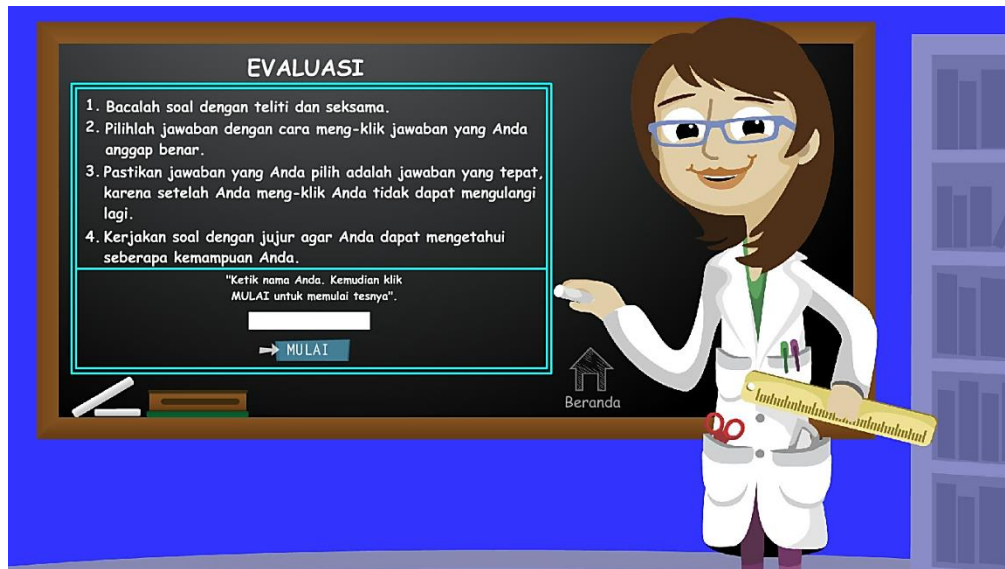 EVALUASI
1. Bacalah soal dengan teliti dan seksama.
2. Pilihlah jawaban dengan cara meng-klik jawaban yang Anda
anggap benar.
3. Pastikan jawaban yang Anda pilih adalah jawaban yang tepat,
karena setelah Anda meng-klik Anda tidak dapat mengulangi
lagi.
4. Kerjakan soal dengan jujur agar Anda dapat mengetahui
seberapa kemampuan Anda.
"Ketik nama Anda. Kemudian klik
MULAI untuk memulai tesnya".
MULAI
Beranda